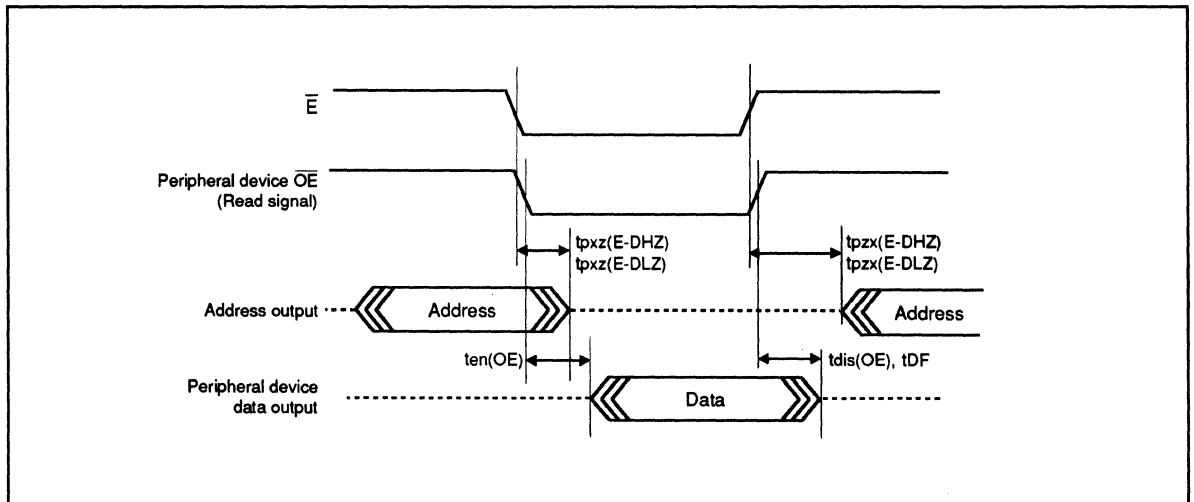 E̅
Peripheral device O̅E̅
(Read signal)
tpxz(E-DHZ)
tpxz(E-DLZ)
tpzx(E-DHZ)
tpzx(E-DLZ)
Address output
Address
Address
ten(OE)
tdis(OE), tDF
Peripheral device
data output
Data